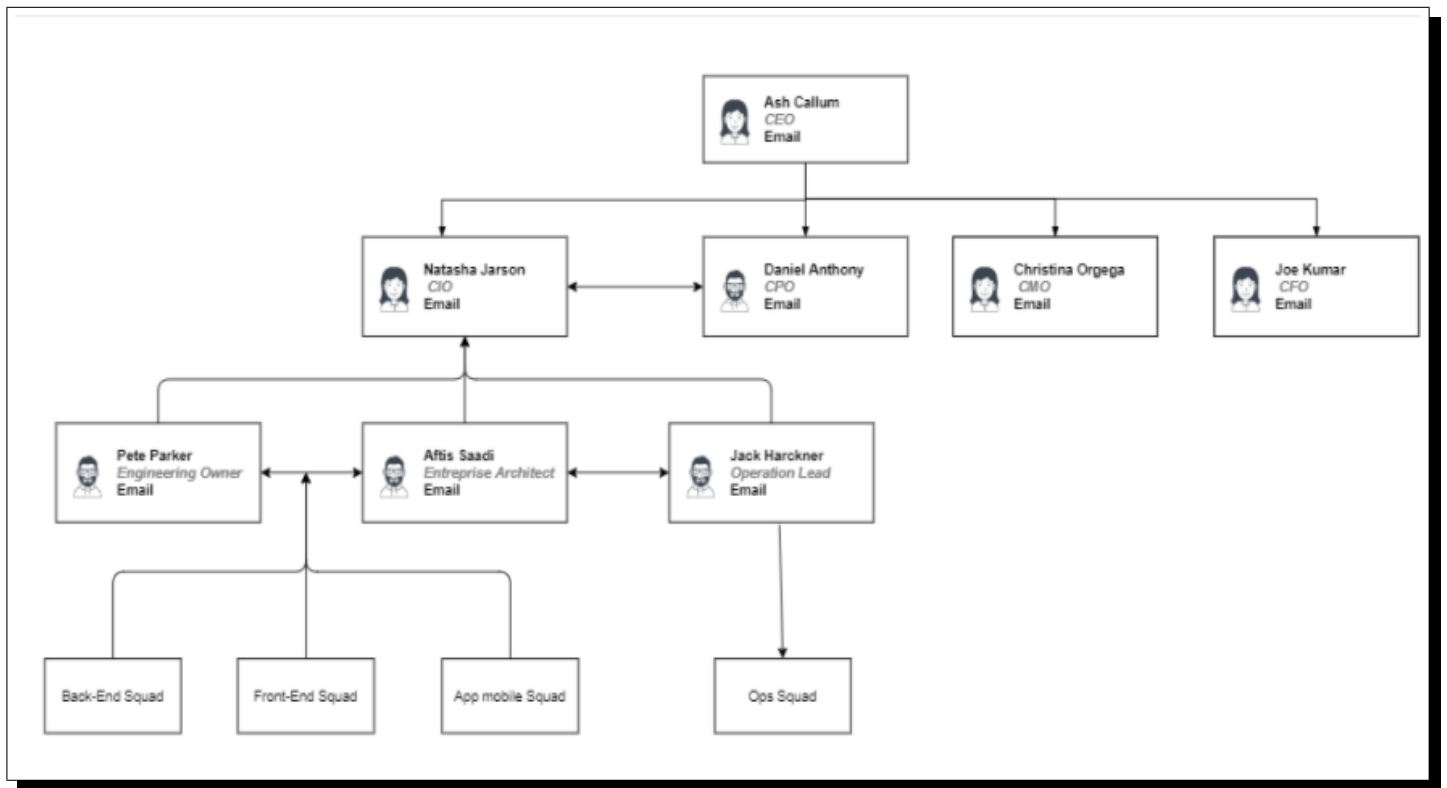 Ash Callum
CEO
Email
Natasha Jarson
CIO
Email
Daniel Anthony
CPO
Email
Christina Orgega
CMO
Email
Joe Kumar
CFO
Email
Pete Parker
Engineering Owner
Email
Aftis Saadi
Entreprise Architect
Email
Jack Harckner
Operation Lead
Email
Back-End Squad
Front-End Squad
App mobile Squad
Ops Squad